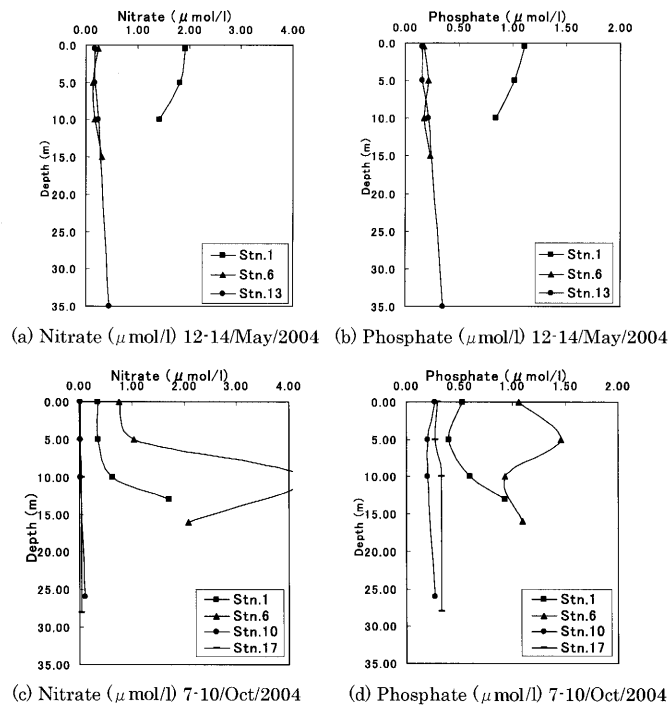 Nitrate (μmol/l)
0.00 1.00 2.00 3.00 4.00
0.0
5.0
10.0
15.0
20.0
25.0
30.0
35.0
Depth (m)
Stn.1
Stn.6
Stn.13
(a) Nitrate (μmol/l) 12-14/May/2004
Phosphate (μmol/l)
0.00 0.50 1.00 1.50 2.00
0.0
5.0
10.0
15.0
20.0
25.0
30.0
35.0
Depth (m)
Stn.1
Stn.6
Stn.13
(b) Phosphate (μmol/l) 12-14/May/2004
Nitrate (μmol/l)
0.00 1.00 2.00 3.00 4.00
0.00
5.00
10.00
15.00
20.00
25.00
30.00
35.00
Depth (m)
Stn.1
Stn.6
Stn.10
Stn.17
(c) Nitrate (μmol/l) 7-10/Oct/2004
Phosphate (μmol/l)
0.00 0.50 1.00 1.50 2.00
0.00
5.00
10.00
15.00
20.00
25.00
30.00
35.00
Depth (m)
Stn.1
Stn.6
Stn.10
Stn.17
(d) Phosphate (μmol/l) 7-10/Oct/2004